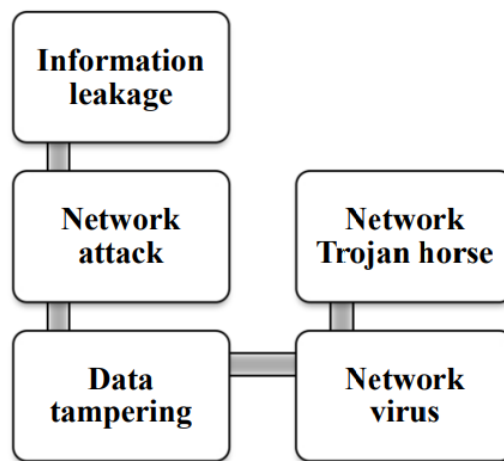 Information
leakage
Network
attack
Data
tampering
Network
virus
Network
Trojan horse